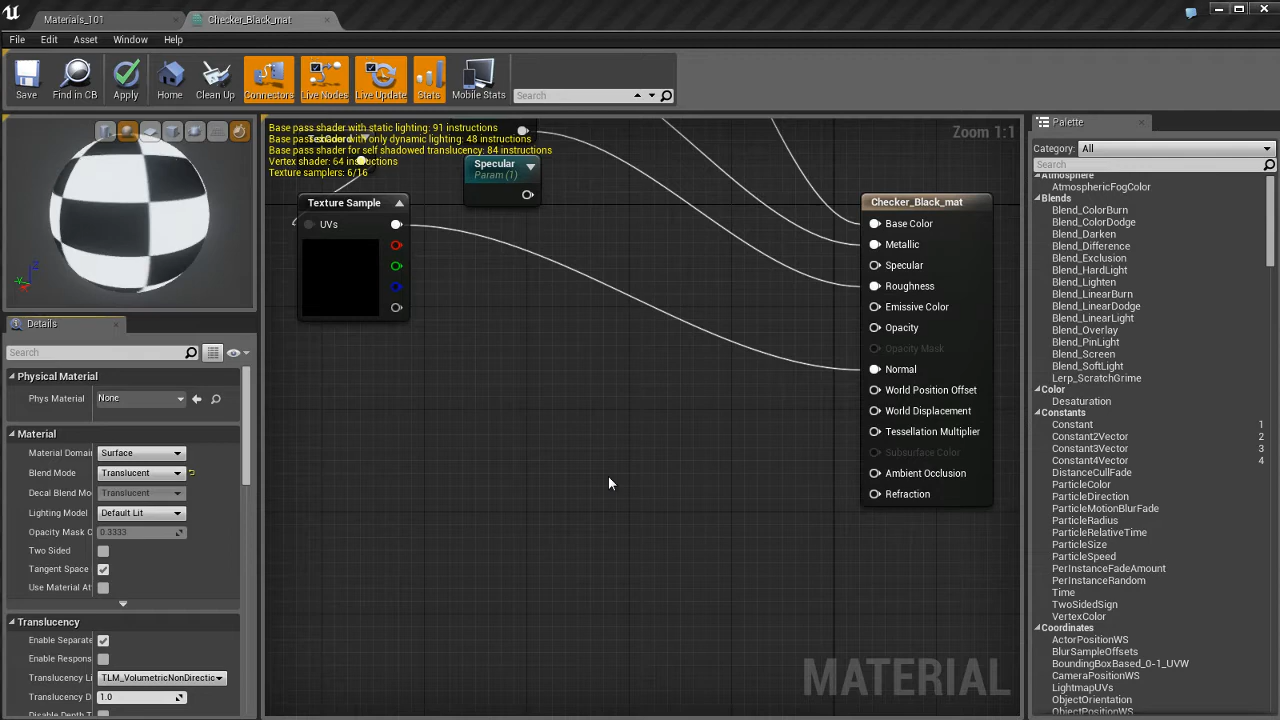 Materials_101
Checker_Black_mat
File Edit Asset Window Help
Save Find in CB Apply Home Clean Up Connectors Live Nodes Live Update Stats Mobile Stats Search
Base pass shader with static lighting: 91 instructions
Base pass shader with only dynamic lighting: 48 instructions
Base pass shader for self shadowed translucency: 84 instructions
Vertex shader: 64 instructions
Texture samplers: 6/16
Zoom 1:1
Specular
Param (1)
Texture Sample
UVs
Checker_Black_mat
Base Color
Metallic
Specular
Roughness
Emissive Color
Opacity
Opacity Mask
Normal
World Position Offset
World Displacement
Tessellation Multiplier
Subsurface Color
Ambient Occlusion
Refraction
MATERIAL
Z
Details
Search
Physical Material
Phys Material None
Material
Material Domain Surface
Blend Mode Translucent
Decal Blend Mo Translucent
Lighting Model Default Lit
Opacity Mask C 0.3333
Two Sided
Tangent Space
Use Material At
Translucency
Enable Separate
Enable Respons
Translucency Li TLM_VolumetricNonDirectic
Translucency D 1.0
Disable Depth T
Palette
Category: All
Search
Atmosphere
AtmosphericFogColor
Blends
Blend_ColorBurn
Blend_ColorDodge
Blend_Darken
Blend_Difference
Blend_Exclusion
Blend_HardLight
Blend_Lighten
Blend_LinearBurn
Blend_LinearDodge
Blend_LinearLight
Blend_Overlay
Blend_PinLight
Blend_Screen
Blend_SoftLight
Lerp_ScratchGrime
Color
Desaturation
Constants
Constant 1
Constant2Vector 2
Constant3Vector 3
Constant4Vector 4
DistanceCullFade
ParticleColor
ParticleDirection
ParticleMotionBlurFade
ParticleRadius
ParticleRelativeTime
ParticleSize
ParticleSpeed
PerInstanceFadeAmount
PerInstanceRandom
Time
TwoSidedSign
VertexColor
Coordinates
ActorPositionWS
BlurSampleOffsets
BoundingBoxBased_0-1_UVW
CameraPositionWS
LightmapUVs
ObjectOrientation
ObjectPositionWS